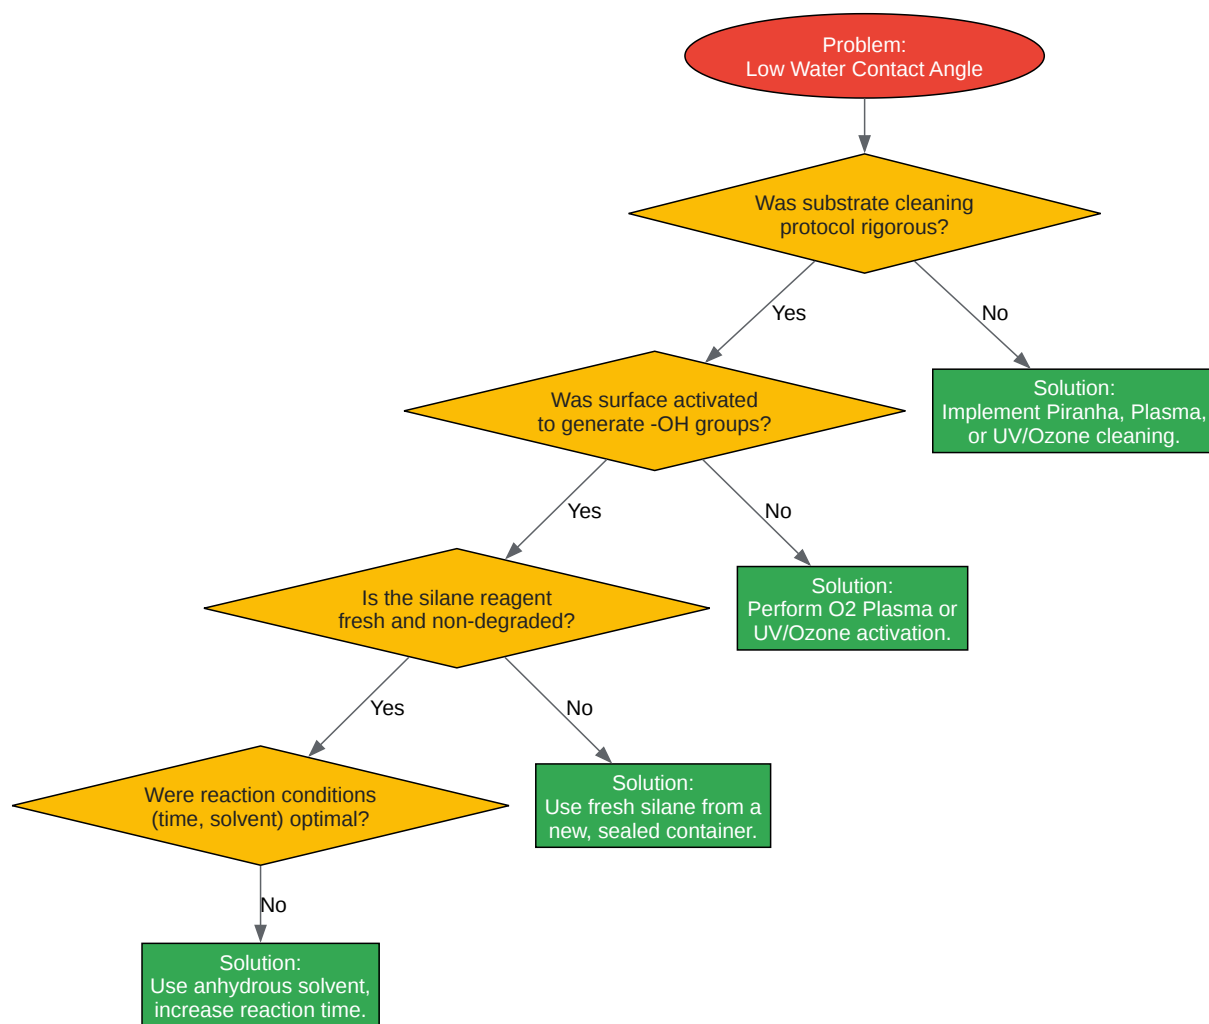 Problem:
Low Water Contact Angle
Was substrate cleaning
protocol rigorous?
Yes
No
Was surface activated
to generate -OH groups?
Solution:
Implement Piranha, Plasma,
or UV/Ozone cleaning.
Yes
No
Is the silane reagent
fresh and non-degraded?
Solution:
Perform O2 Plasma or
UV/Ozone activation.
Yes
No
Were reaction conditions
(time, solvent) optimal?
Solution:
Use fresh silane from a
new, sealed container.
No
Solution:
Use anhydrous solvent,
increase reaction time.